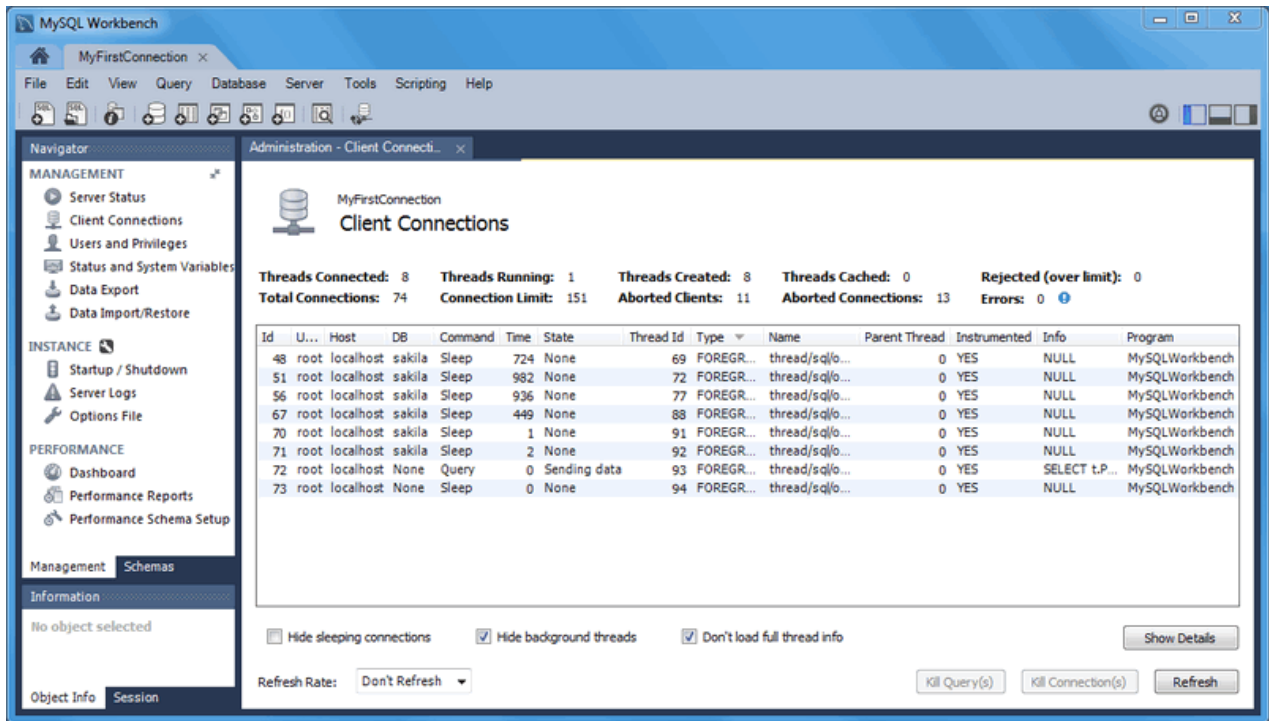 MySQL Workbench
MyFirstConnection
File Edit View Query Database Server Tools Scripting Help
Navigator
MANAGEMENT
Server Status
Client Connections
Users and Privileges
Status and System Variables
Data Export
Data Import/Restore
INSTANCE
Startup / Shutdown
Server Logs
Options File
PERFORMANCE
Dashboard
Performance Reports
Performance Schema Setup
Management Schemas
Information
No object selected
Object Info Session
Administration - Client Connecti...
MyFirstConnection
Client Connections
Threads Connected: 8 Threads Running: 1 Threads Created: 8 Threads Cached: 0 Rejected (over limit): 0
Total Connections: 74 Connection Limit: 151 Aborted Clients: 11 Aborted Connections: 13 Errors: 0
Id U... Host DB Command Time State Thread Id Type Name Parent Thread Instrumented Info Program
48 root localhost sakila Sleep 724 None 69 FOREGR... thread/sql/o... 0 YES NULL MySQLWorkbench
51 root localhost sakila Sleep 982 None 72 FOREGR... thread/sql/o... 0 YES NULL MySQLWorkbench
56 root localhost sakila Sleep 936 None 77 FOREGR... thread/sql/o... 0 YES NULL MySQLWorkbench
67 root localhost sakila Sleep 449 None 88 FOREGR... thread/sql/o... 0 YES NULL MySQLWorkbench
70 root localhost sakila Sleep 1 None 91 FOREGR... thread/sql/o... 0 YES NULL MySQLWorkbench
71 root localhost sakila Sleep 2 None 92 FOREGR... thread/sql/o... 0 YES NULL MySQLWorkbench
72 root localhost None Query 0 Sending data 93 FOREGR... thread/sql/o... 0 YES SELECT t.P... MySQLWorkbench
73 root localhost None Sleep 0 None 94 FOREGR... thread/sql/o... 0 YES NULL MySQLWorkbench
Hide sleeping connections Hide background threads Don't load full thread info Show Details
Refresh Rate: Don't Refresh Kill Query(s) Kill Connection(s) Refresh